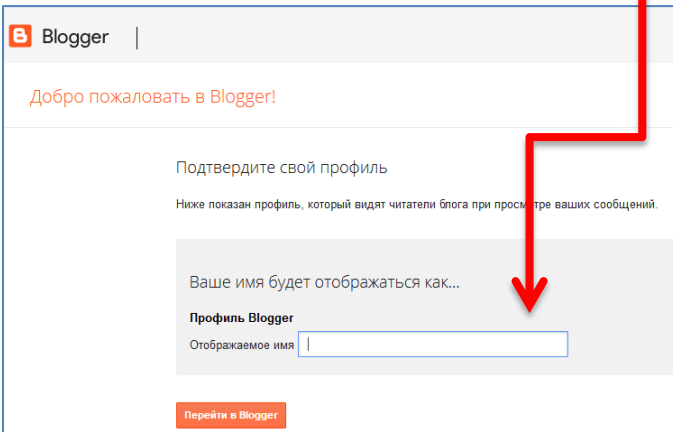 Blogger
Добро пожаловать в Blogger!
Подтвердите свой профиль
Ниже показан профиль, который видят читатели блога при просмотре ваших сообщений.
Ваше имя будет отображаться как...
Профиль Blogger
Отображаемое имя
Перейти в Blogger